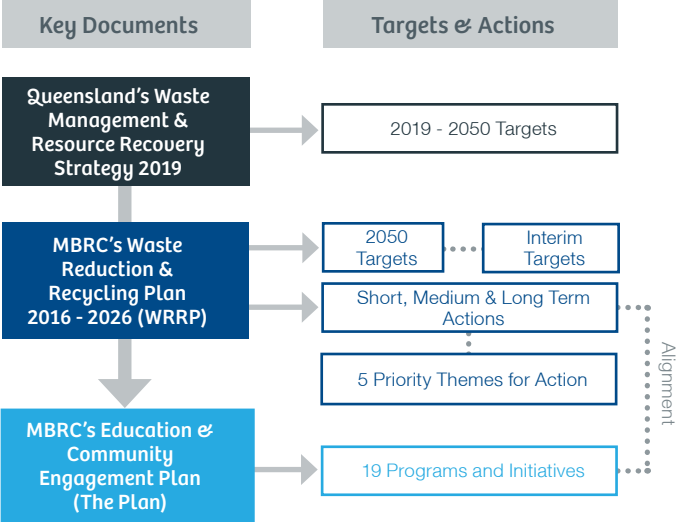 Key Documents
Targets & Actions
Queensland's Waste
Management &
Resource Recovery
Strategy 2019
2019 - 2050 Targets
MBRC's Waste
Reduction &
Recycling Plan
2016 - 2026 (WRRP)
2050
Targets
Interim
Targets
Short, Medium & Long Term
Actions
5 Priority Themes for Action
Alignment
MBRC's Education &
Community
Engagement Plan
(The Plan)
19 Programs and Initiatives